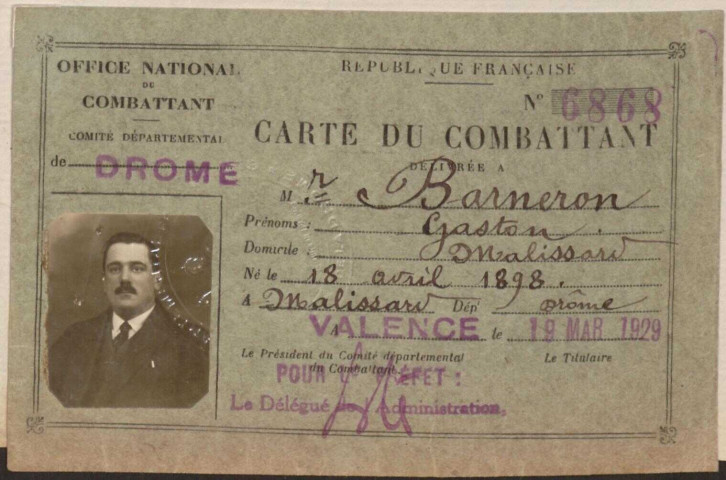 OFFICE NATIONAL
DU
COMBATTANT
COMITÉ DÉPARTEMENTAL
de DROME
RÉPUBLIQUE FRANÇAISE
N° 6868
CARTE DU COMBATTANT
DÉLIVRÉE A
M r Barneron
Prénoms : Gaston.
Domicile : Malissard
Né le 18 avril 1898.
A Malissard Dép^t Drôme
A VALENCE le 19 MAR 1929
Le Président du Comité départemental
du Combattant
Le Titulaire
POUR LE PRÉFET :
Le Délégué Administration,